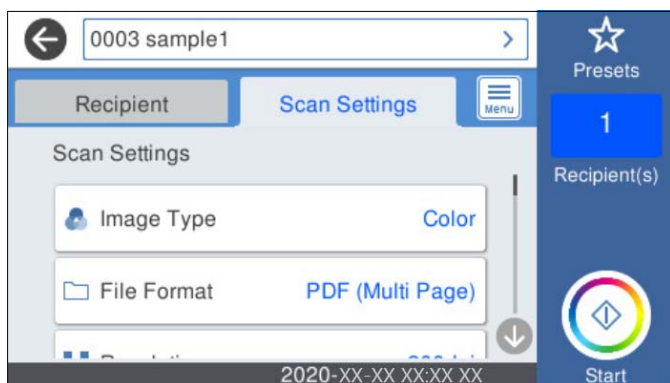 0003 sample1
Presets
Recipient
Scan Settings
Menu
1
Recipient(s)
Scan Settings
Image Type
Color
File Format
PDF (Multi Page)
2020-XX-XX XX:XX XX
Start